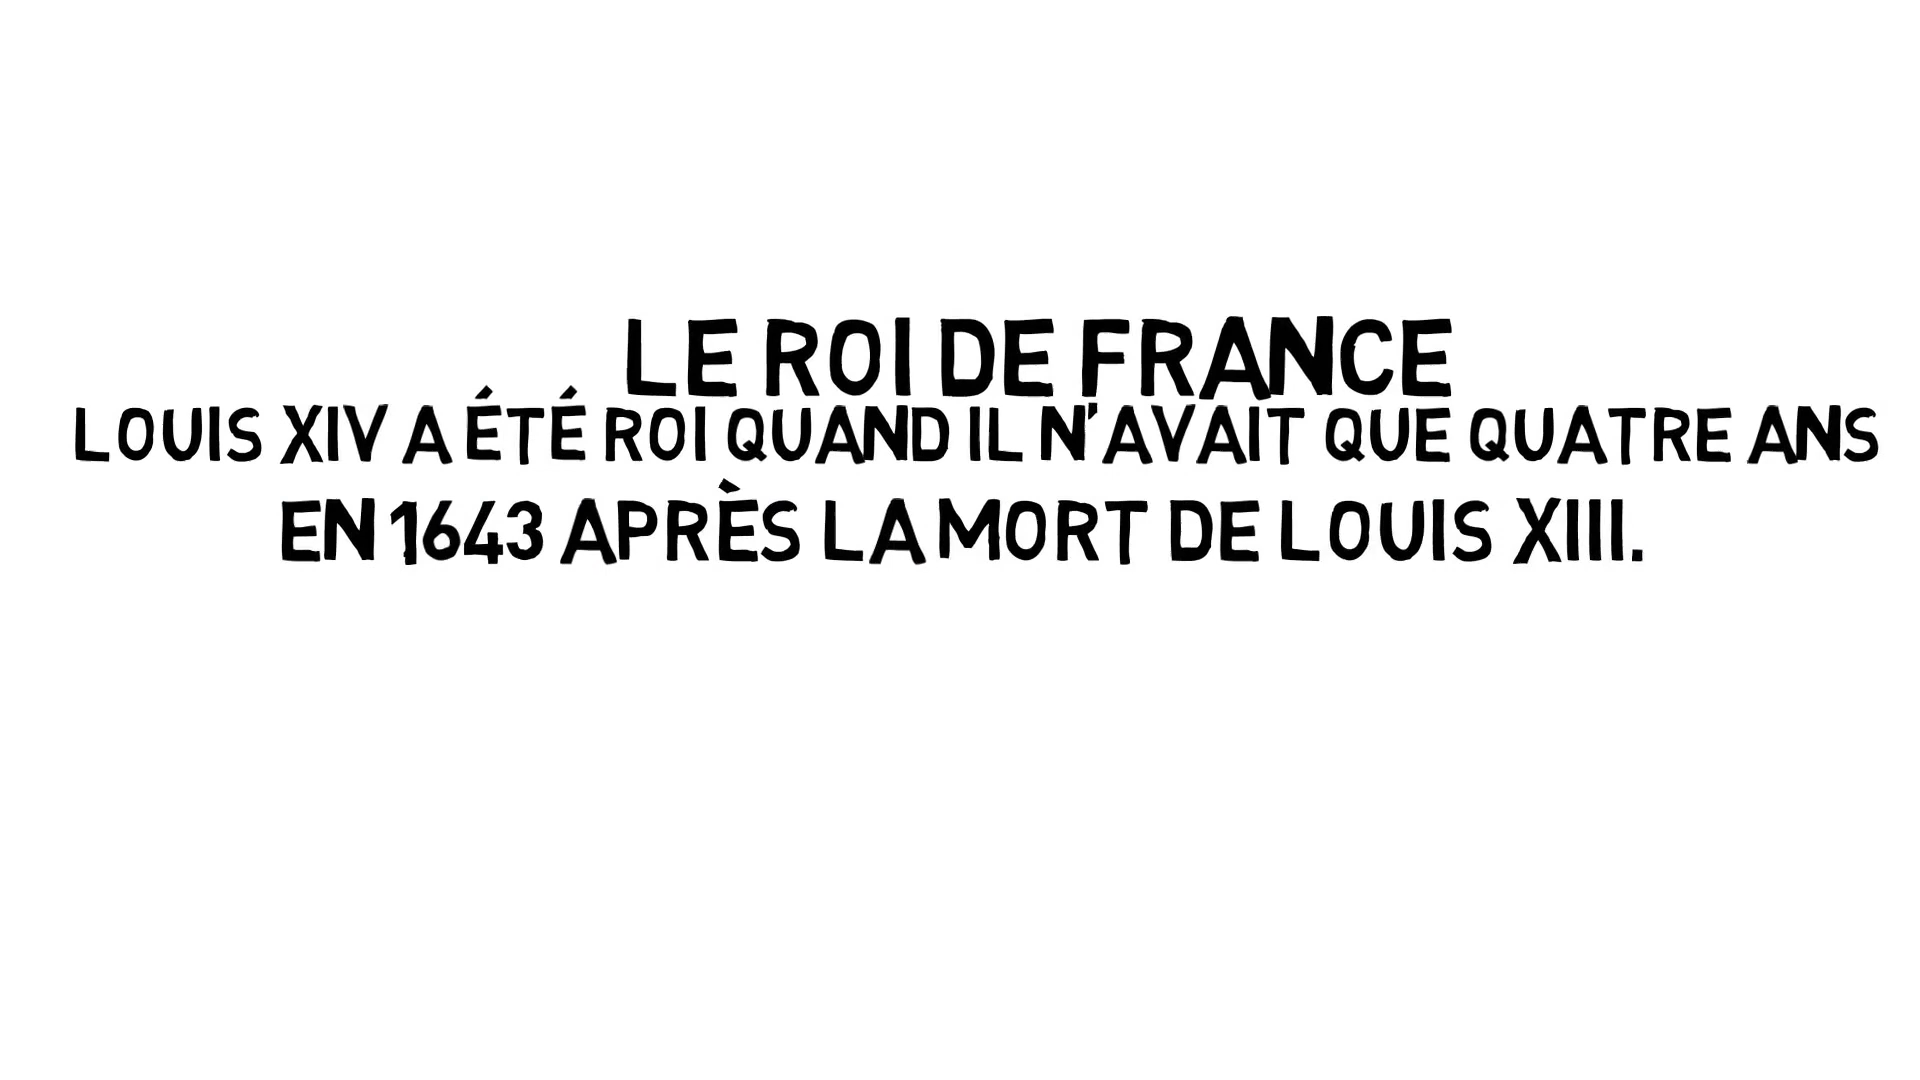 LE ROI DE FRANCE
LOUIS XIV A ÉTÉ ROI QUAND IL N'AVAIT QUE QUATRE ANS
EN 1643 APRÈS LA MORT DE LOUIS XIII.